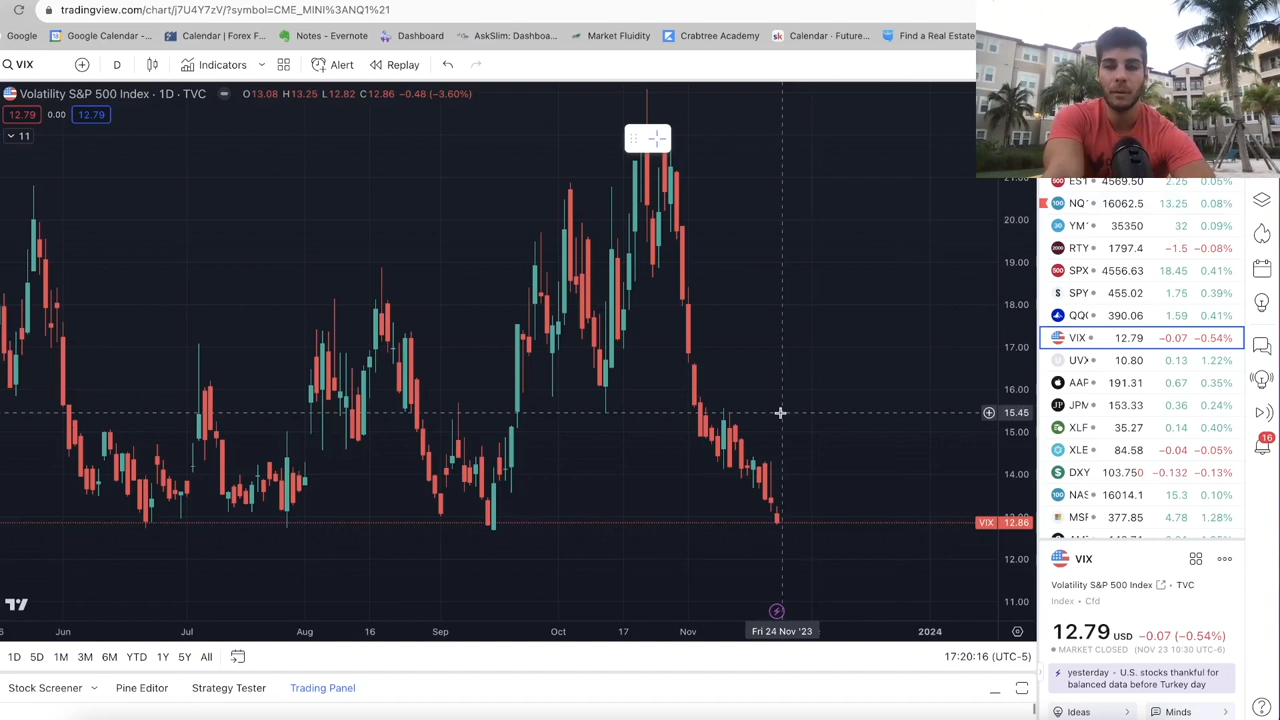 tradingview.com/chart/j7U4Y7zV/?symbol=CME_MINI%3ANQ1%21
Google Google Calendar -... Calendar | Forex F... Notes - Evernote Dashboard AskSlim: Dashboa... Market Fluidity Crabtree Academy Calendar - Future... Find a Real Estate
VIX D Indicators Alert Replay
Volatility S&P 500 Index · 1D · TVC O13.08 H13.25 L12.82 C12.86 −0.48 (−3.60%)
12.79 0.00 12.79
11
21.00
20.00
19.00
18.00
17.00
16.00
15.45
15.00
14.00
VIX 12.86
12.00
11.00
Jun Jul Aug 16 Sep Oct 17 Nov Fri 24 Nov '23 2024
1D 5D 1M 3M 6M YTD 1Y 5Y All 17:20:16 (UTC-5)
Stock Screener Pine Editor Strategy Tester Trading Panel
4569.50 2.25 0.05%
NQ 16062.5 13.25 0.08%
YM 35350 32 0.09%
RTY 1797.4 −1.5 −0.08%
SPX 4556.63 18.45 0.41%
SPY 455.02 1.75 0.39%
QQ 390.06 1.59 0.41%
VIX 12.79 −0.07 −0.54%
UV 10.80 0.13 1.22%
AAP 191.31 0.67 0.35%
JPM 153.33 0.36 0.24%
XLF 35.27 0.14 0.40%
XLE 84.58 −0.04 −0.05%
DXY 103.750 −0.132 −0.13%
NAS 16014.1 15.3 0.10%
MSF 377.85 4.78 1.28%
16
VIX
Volatility S&P 500 Index · TVC
Index · Cfd
12.79 USD −0.07 (−0.54%)
MARKET CLOSED (NOV 23 10:30 UTC-6)
yesterday · U.S. stocks thankful for
balanced data before Turkey day
Ideas Minds